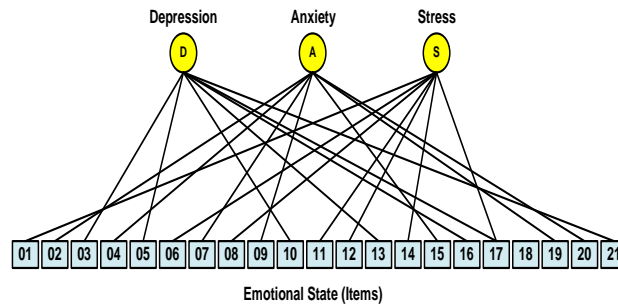 Depression Anxiety Stress
D A S
01 02 03 04 05 06 07 08 09 10 11 12 13 14 15 16 17 18 19 20 21
Emotional State (Items)